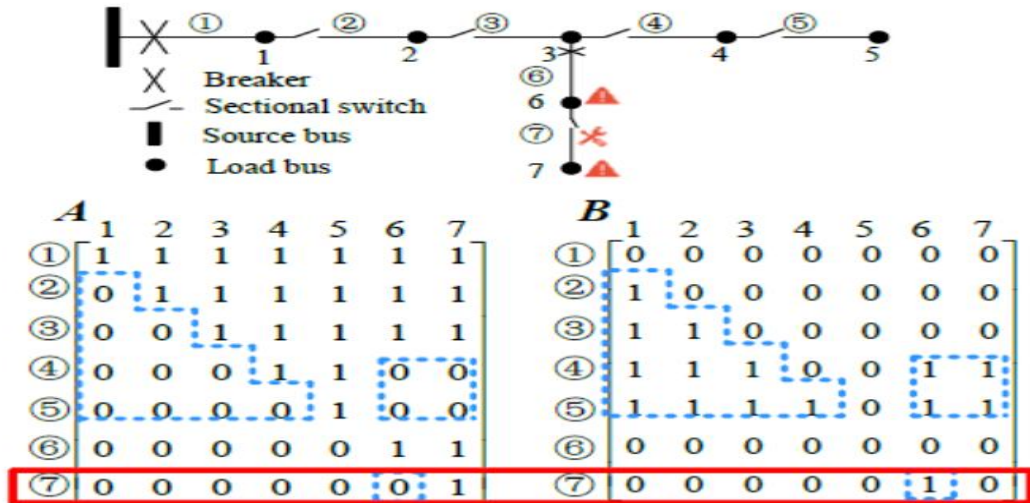 ① ② ③ ④ ⑤
1 2 3 4 5
Breaker ⑥
Sectional switch 6
Source bus ⑦
Load bus 7
A B
1 2 3 4 5 6 7 1 2 3 4 5 6 7
① 1 1 1 1 1 1 1 ① 0 0 0 0 0 0 0
② 0 1 1 1 1 1 1 ② 1 0 0 0 0 0 0
③ 0 0 1 1 1 1 1 ③ 1 1 0 0 0 0 0
④ 0 0 0 1 1 0 0 ④ 1 1 1 0 0 1 1
⑤ 0 0 0 0 1 0 0 ⑤ 1 1 1 1 0 1 1
⑥ 0 0 0 0 0 1 1 ⑥ 0 0 0 0 0 0 0
⑦ 0 0 0 0 0 0 1 ⑦ 0 0 0 0 0 1 0